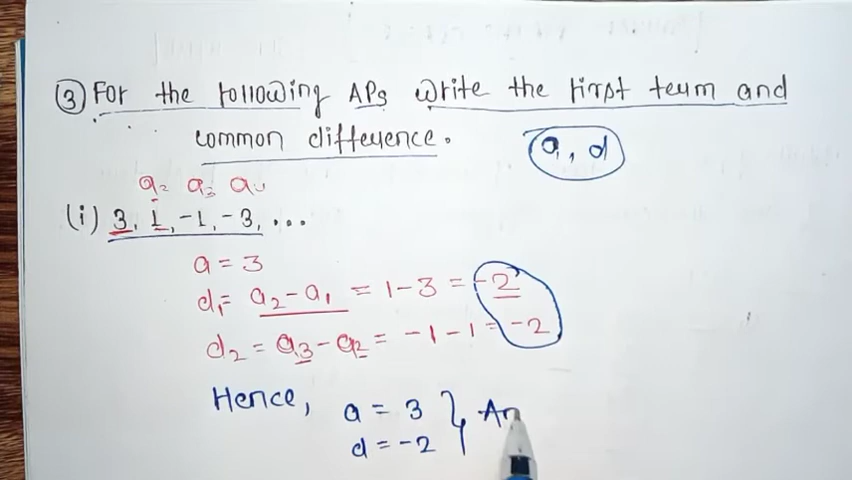 ③ For the following APs write the first term and
common difference.
a, d
a₂ a₃ a₄
(i) 3, 1, -1, -3, ...
a = 3
d₁ = a₂ - a₁ = 1 - 3 = -2
d₂ = a₃ - a₂ = -1 - 1 = -2
Hence, a = 3 } An
d = -2